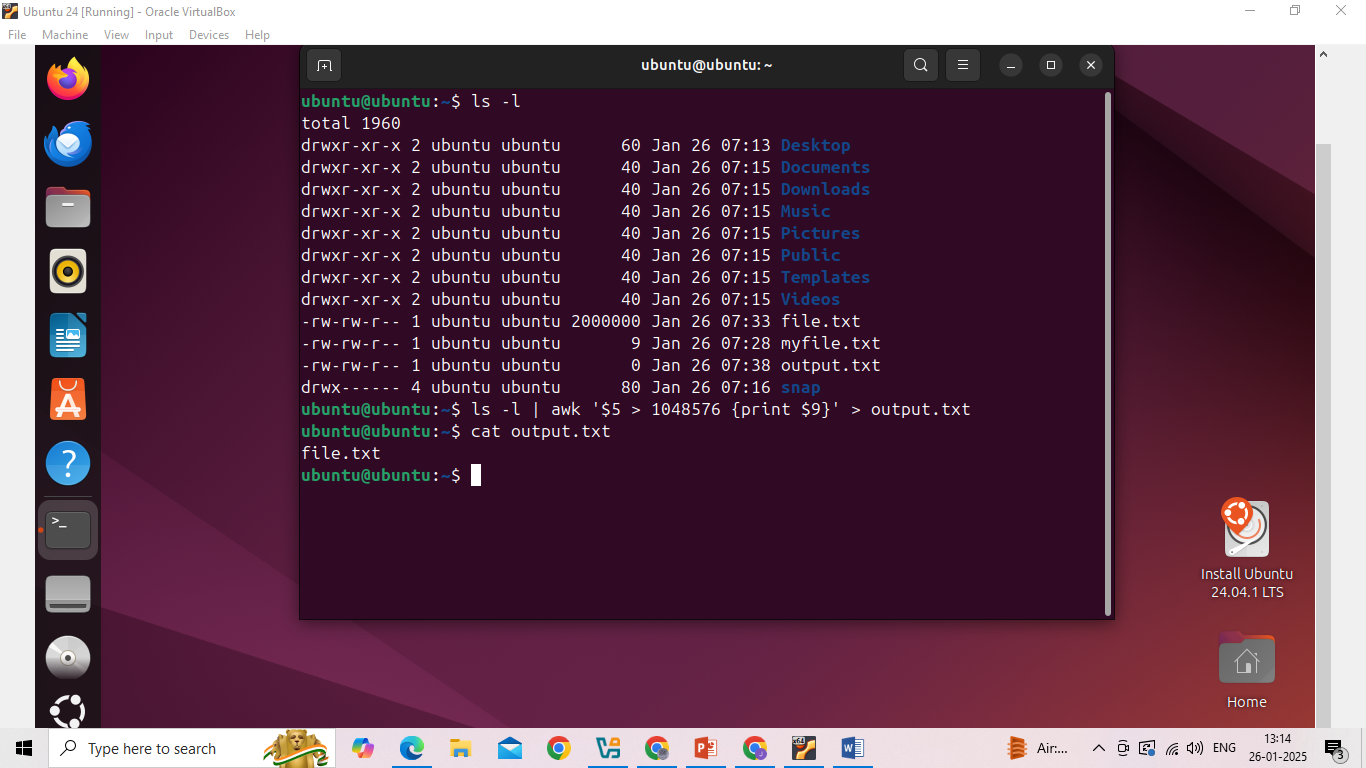 Ubuntu 24 [Running] - Oracle VirtualBox
File Machine View Input Devices Help
ubuntu@ubuntu: ~
ubuntu@ubuntu:~$ ls -l
total 1960
drwxr-xr-x 2 ubuntu ubuntu      60 Jan 26 07:13 Desktop
drwxr-xr-x 2 ubuntu ubuntu      40 Jan 26 07:15 Documents
drwxr-xr-x 2 ubuntu ubuntu      40 Jan 26 07:15 Downloads
drwxr-xr-x 2 ubuntu ubuntu      40 Jan 26 07:15 Music
drwxr-xr-x 2 ubuntu ubuntu      40 Jan 26 07:15 Pictures
drwxr-xr-x 2 ubuntu ubuntu      40 Jan 26 07:15 Public
drwxr-xr-x 2 ubuntu ubuntu      40 Jan 26 07:15 Templates
drwxr-xr-x 2 ubuntu ubuntu      40 Jan 26 07:15 Videos
-rw-rw-r-- 1 ubuntu ubuntu 2000000 Jan 26 07:33 file.txt
-rw-rw-r-- 1 ubuntu ubuntu       9 Jan 26 07:28 myfile.txt
-rw-rw-r-- 1 ubuntu ubuntu       0 Jan 26 07:38 output.txt
drwx------ 4 ubuntu ubuntu      80 Jan 26 07:16 snap
ubuntu@ubuntu:~$ ls -l | awk '$5 > 1048576 {print $9}' > output.txt
ubuntu@ubuntu:~$ cat output.txt
file.txt
ubuntu@ubuntu:~$
Install Ubuntu
24.04.1 LTS
Home
Type here to search
Air:...
ENG
13:14
26-01-2025
3